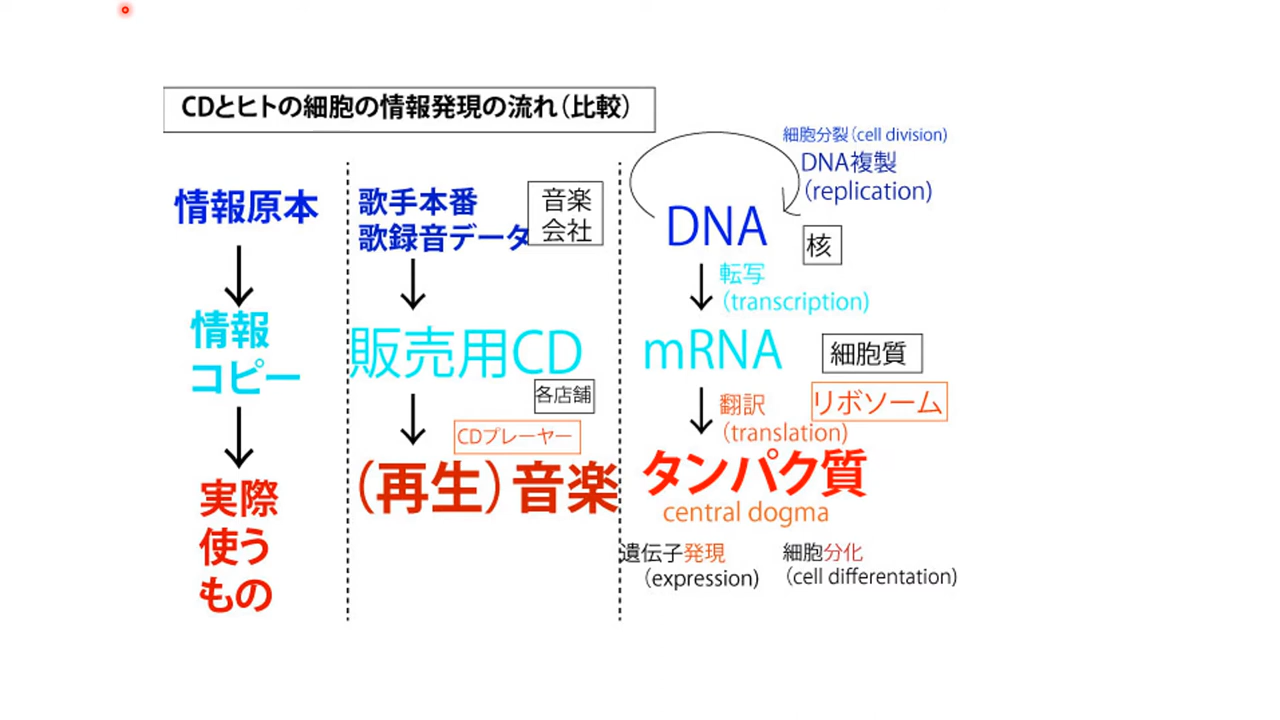 CDとヒトの細胞の情報発現の流れ（比較）
情報原本
情報
コピー
実際
使う
もの
歌手本番
歌録音データ
音楽
会社
販売用CD
各店舗
CDプレーヤー
（再生）音楽
細胞分裂（cell division）
DNA複製
（replication）
DNA
核
転写
（transcription）
mRNA
細胞質
翻訳
（translation）
リボソーム
タンパク質
central dogma
遺伝子発現
（expression）
細胞分化
（cell differentation）